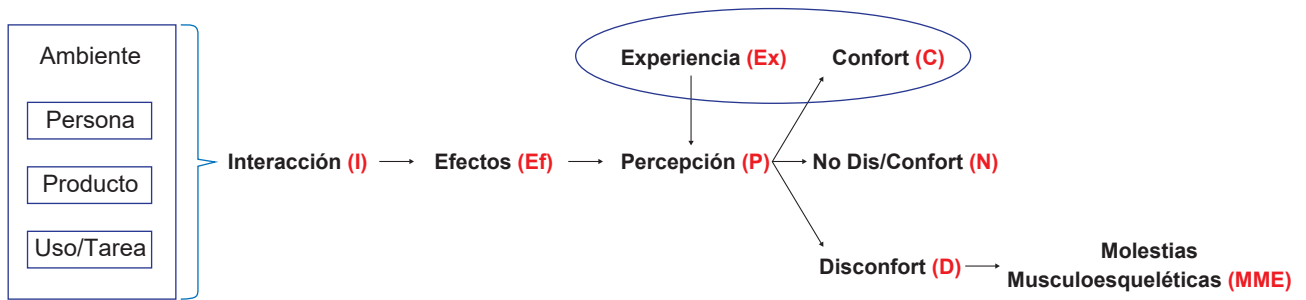 Ambiente
Persona
Producto
Uso/Tarea
Interacción (I)
Efectos (Ef)
Experiencia (Ex)
Percepción (P)
Confort (C)
No Dis/Confort (N)
Disconfort (D)
Molestias
Musculoesqueléticas (MME)